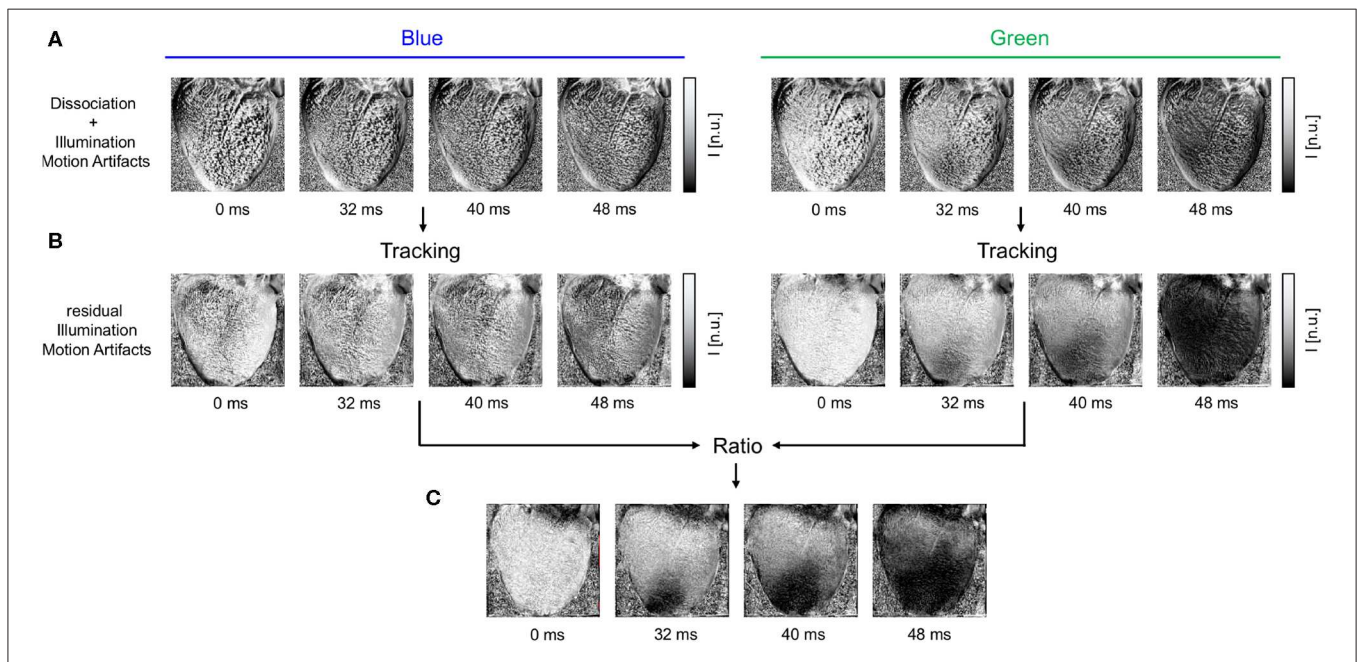 A
Blue
Green
Dissociation
+
Illumination
Motion Artifacts
I [n.u.]
I [n.u.]
0 ms
32 ms
40 ms
48 ms
0 ms
32 ms
40 ms
48 ms
B
Tracking
Tracking
residual
Illumination
Motion Artifacts
I [n.u.]
I [n.u.]
0 ms
32 ms
40 ms
48 ms
0 ms
32 ms
40 ms
48 ms
Ratio
C
0 ms
32 ms
40 ms
48 ms